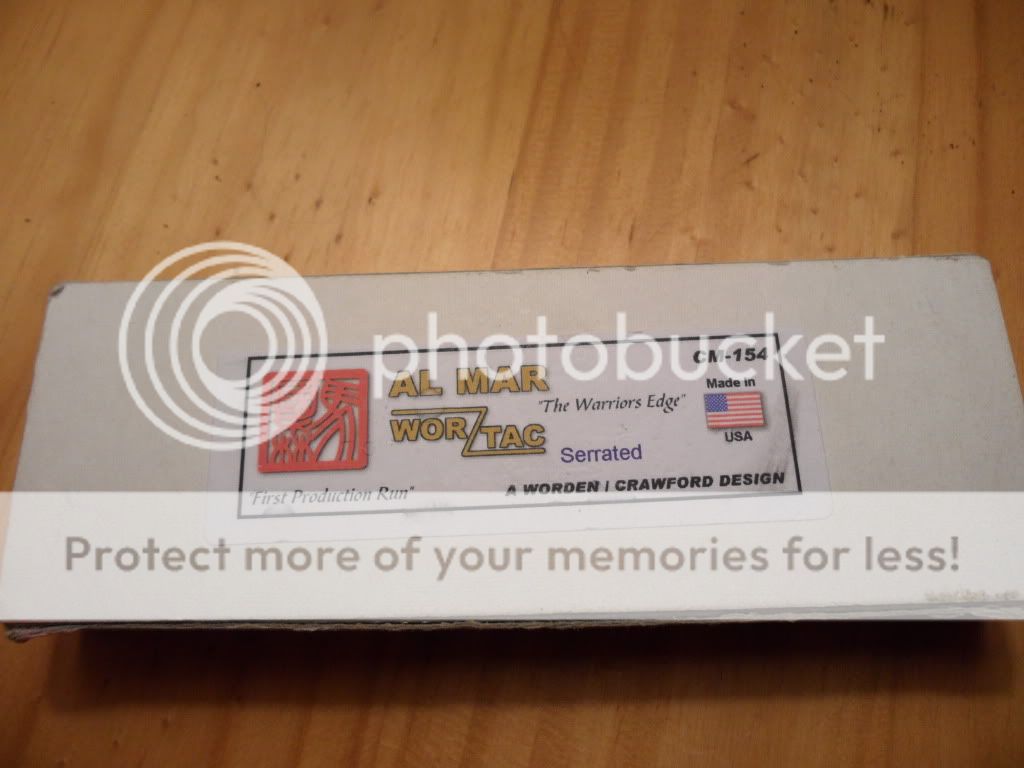 photobucket
CM-154
AL MAR
Made in
"The Warriors Edge"
WOR TAC
USA
Serrated
A WORDEN / CRAWFORD DESIGN
"First Production Run"
Protect more of your memories for less!